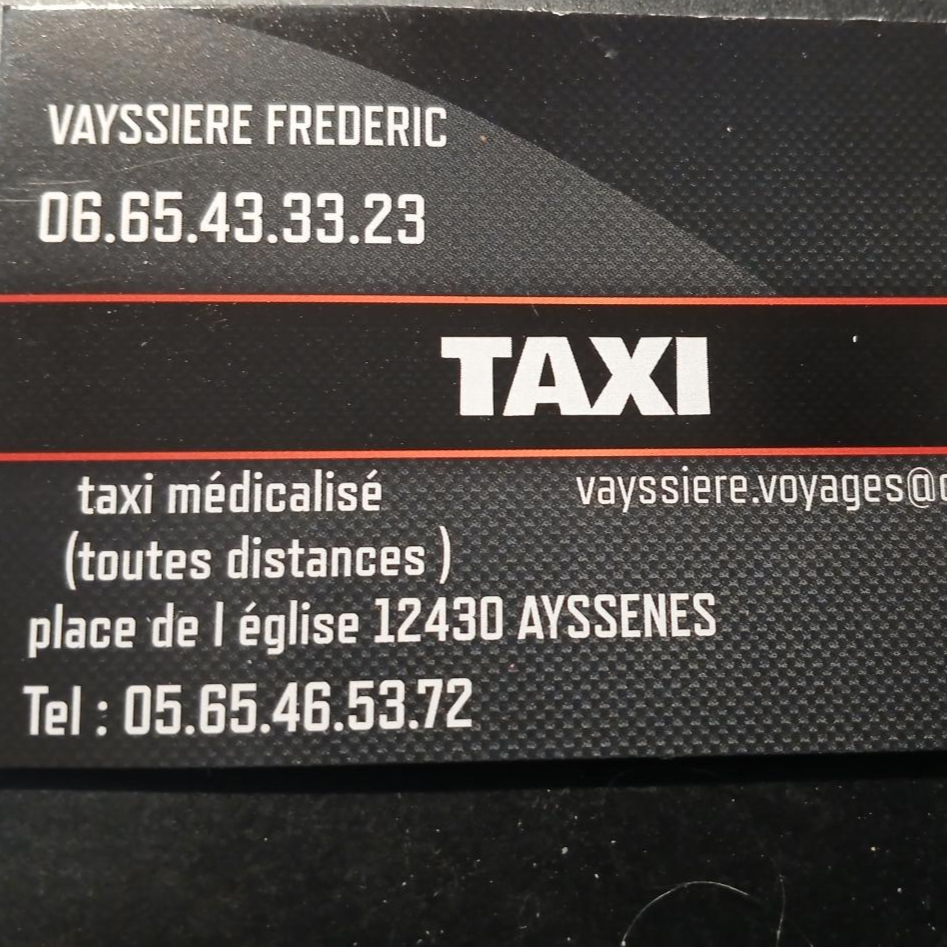 VAYSSIERE FREDERIC
06.65.43.33.23
TAXI
taxi médicalisé
vayssiere.voyages@
(toutes distances )
place de l église 12430 AYSSENES
Tel : 05.65.46.53.72